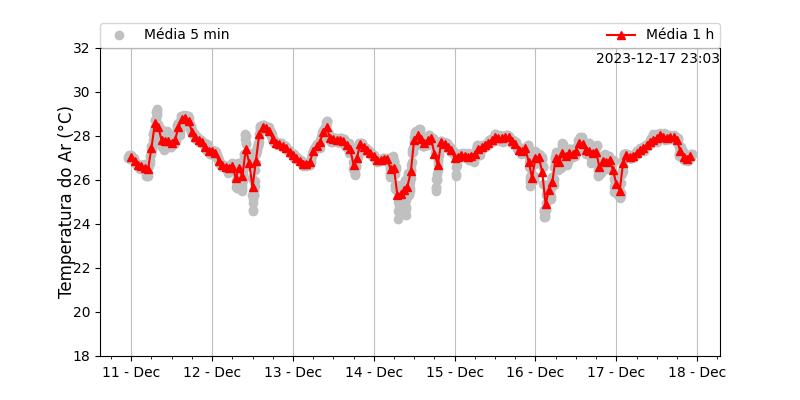 Média 5 min
Média 1 h
2023-12-17 23:03
Temperatura do Ar (°C)
32
30
28
26
24
22
20
18
11 - Dec
12 - Dec
13 - Dec
14 - Dec
15 - Dec
16 - Dec
17 - Dec
18 - Dec